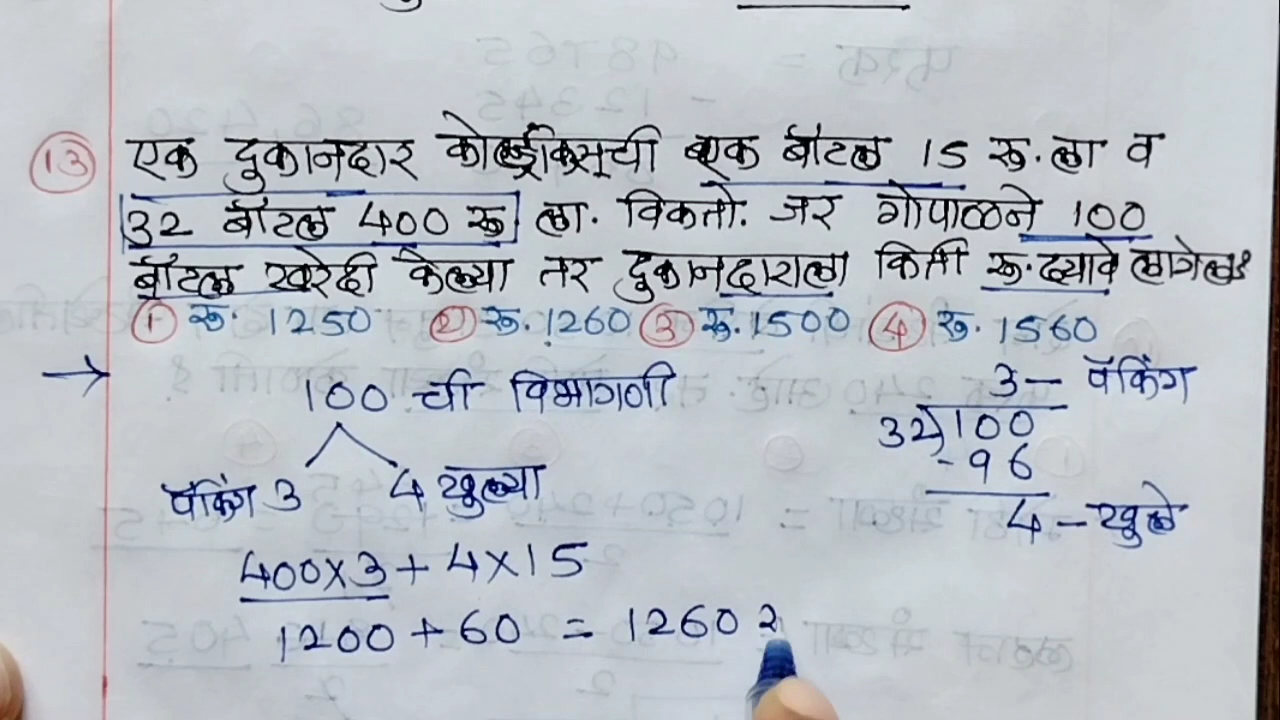 13 एक दुकानदार कोल्ड्रींक्सची एक बॉटल 15 रू. ला व
32 बॉटल 400 रू ला. विकतो. जर गोपाळने 100
बॉटल खरेदी केल्या तर दुकानदाराला किती रू. द्यावे लागेल?
1 रू. 1250 2 रू. 1260 3 रू. 1500 4 रू. 1560
→ 100 ची विभागणी
पॅकिंग 3 4 खुल्या
400×3 + 4×15
1200 + 60 = 1260
3 – पॅकिंग
32)100
-96
4 – खुले